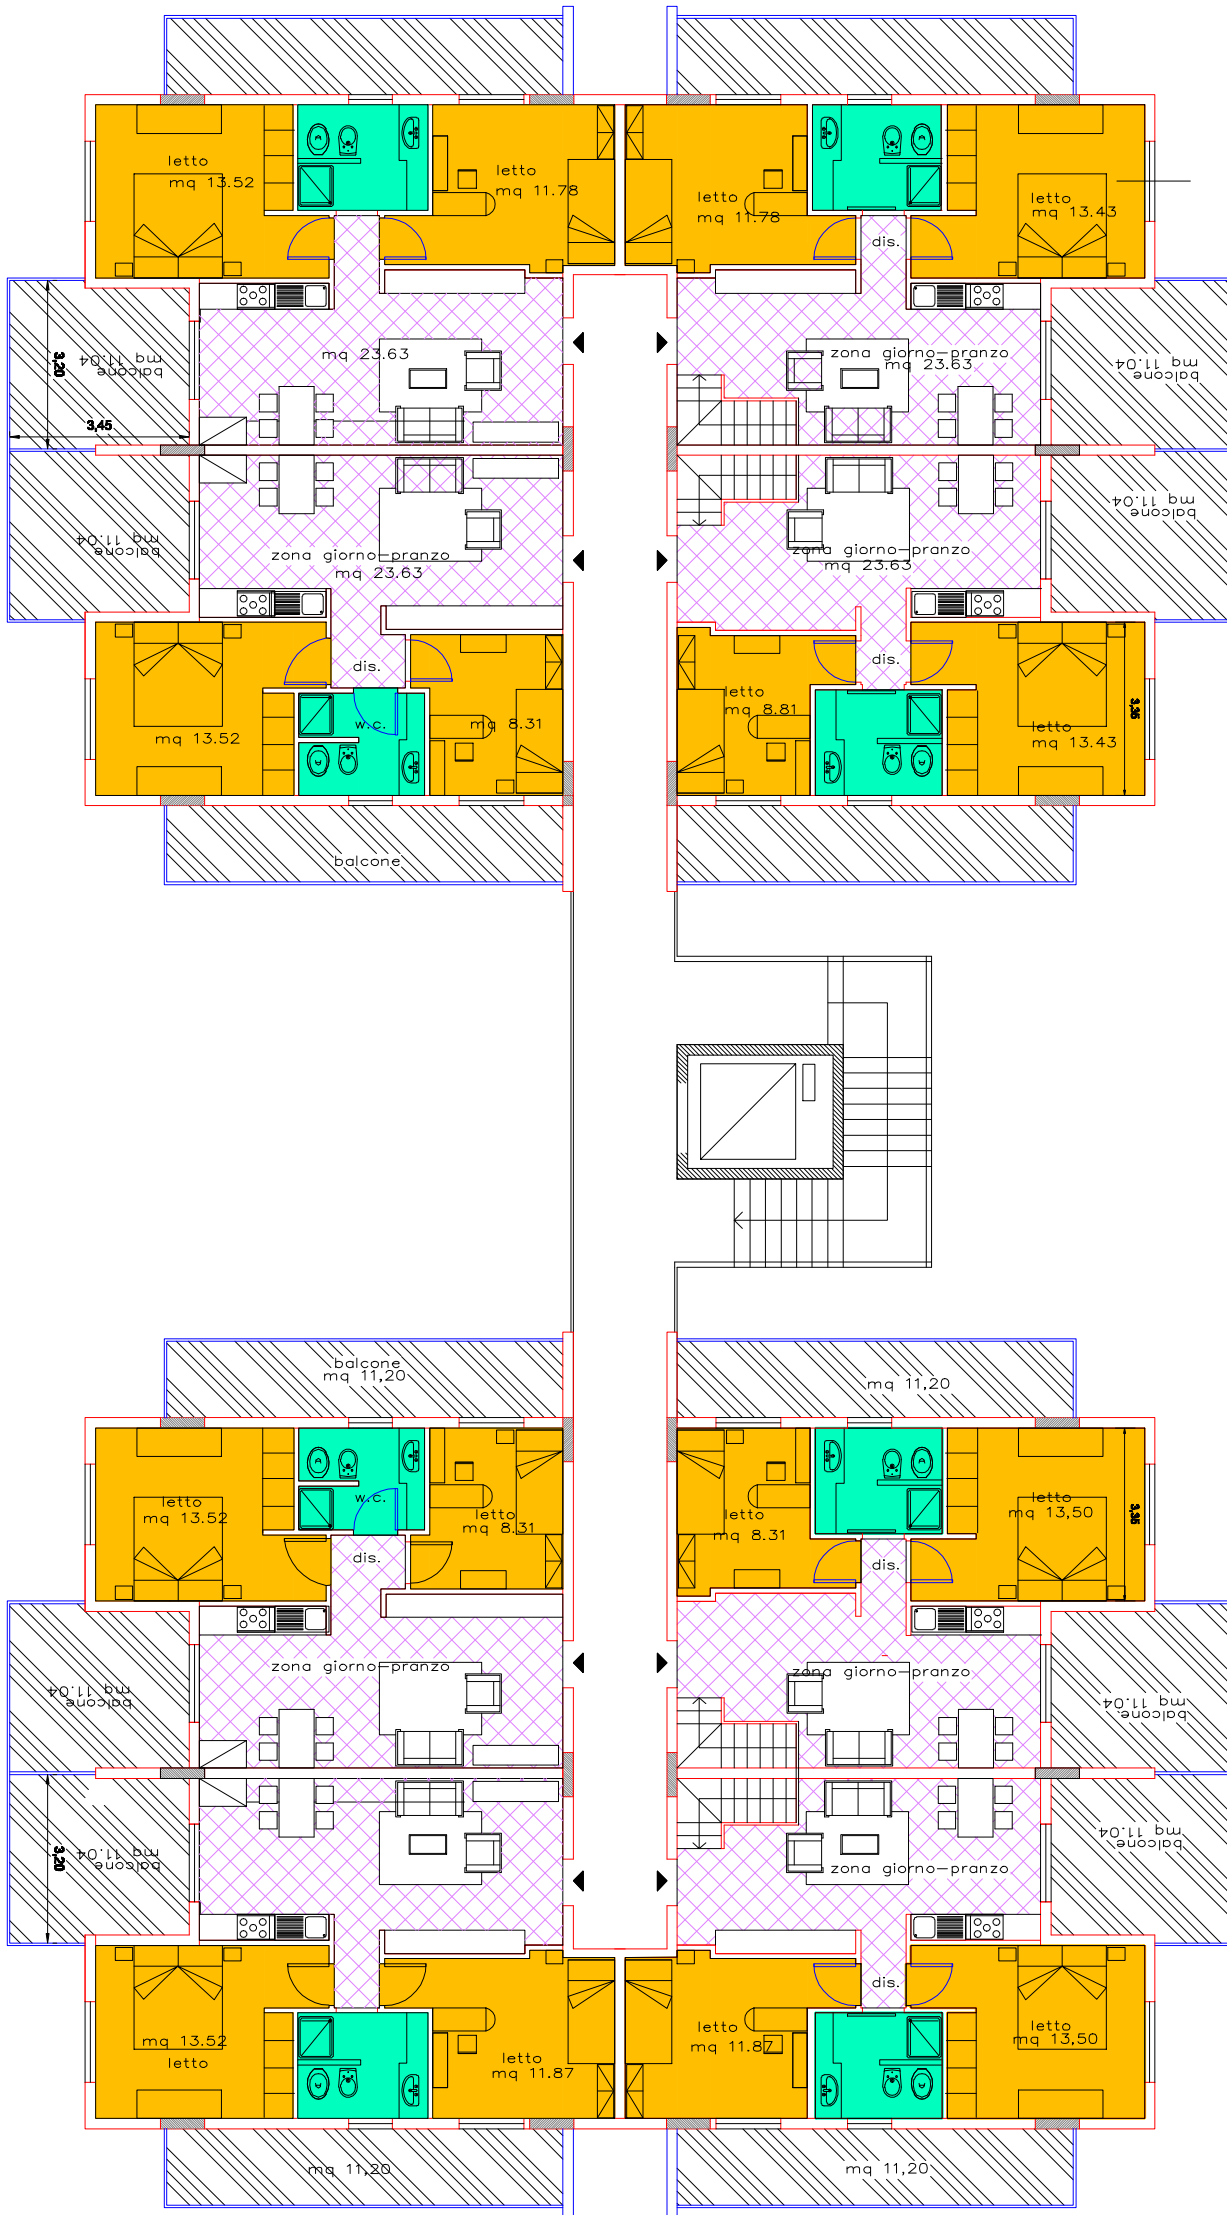 letto
mq 13.52
letto
mq 11.78
letto
mq 11.78
letto
mq 13.43
dis.
mq 23.63
zona giorno-pranzo
mq 23.63
balcone
mq 11.04
3,20
3,45
balcone
mq 11.04
balcone
mq 11.04
balcone
mq 11.04
zona giorno-pranzo
mq 23.63
zona giorno-pranzo
mq 23.63
dis.
dis.
mq 13.52
w.c.
mq 8.31
letto
mq 8.81
letto
mq 13.43
3,35
balcone
balcone
mq 11,20
mq 11,20
letto
mq 13.52
w.c.
letto
mq 8.31
letto
mq 8.31
letto
mq 13,50
3,35
dis.
dis.
zona giorno-pranzo
zona giorno-pranzo
balcone
mq 11.04
balcone
mq 11.04
balcone
mq 11.04
3,20
balcone
mq 11.04
zona giorno-pranzo
dis.
mq 13.52
letto
letto
mq 11.87
letto
mq 11.87
letto
mq 13,50
mq 11,20
mq 11,20